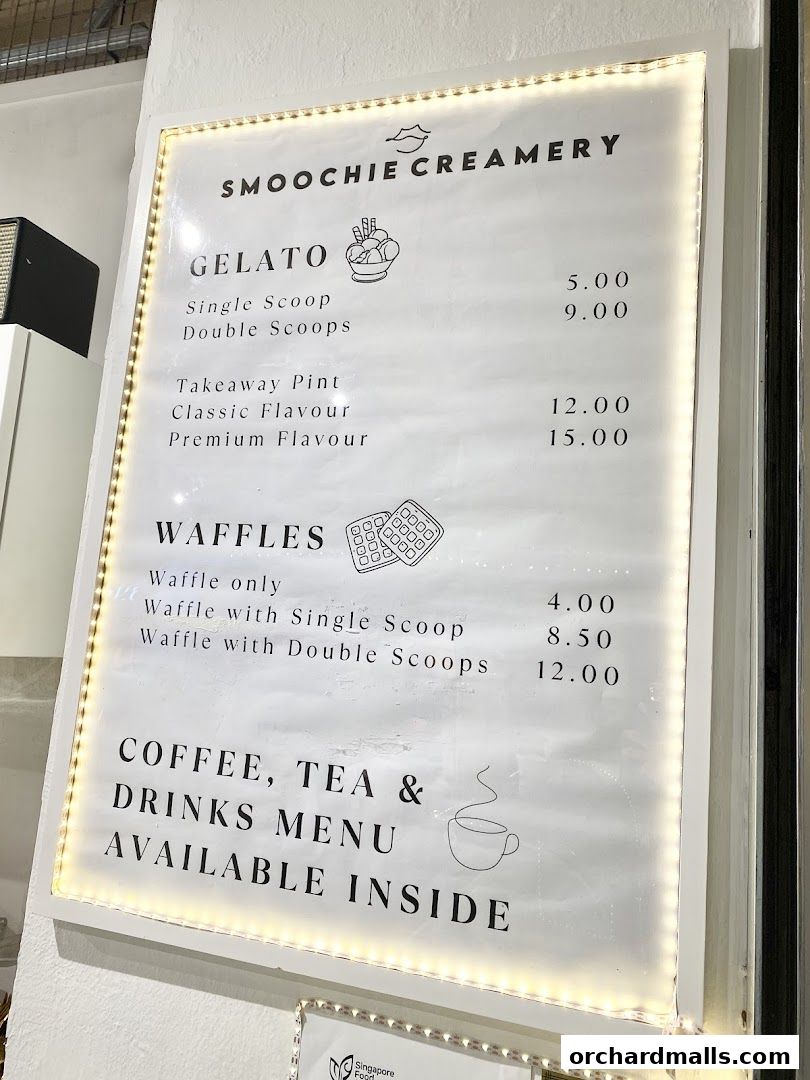 SMOOCHIE CREAMERY
GELATO
Single Scoop 5.00
Double Scoops 9.00
Takeaway Pint
Classic Flavour 12.00
Premium Flavour 15.00
WAFFLES
Waffle only 4.00
Waffle with Single Scoop 8.50
Waffle with Double Scoops 12.00
COFFEE, TEA &
DRINKS MENU
AVAILABLE INSIDE
Singapore
Food
orchardmalls.com